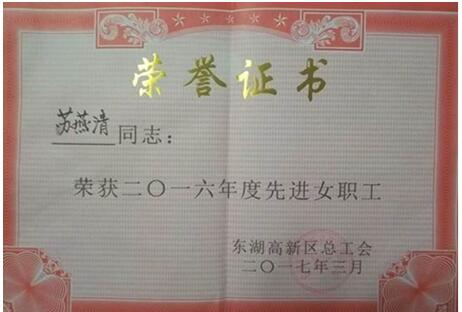 荣誉证书
苏燕清同志：
荣获二〇一六年度先进女职工
东湖高新区总工会
二〇一七年三月